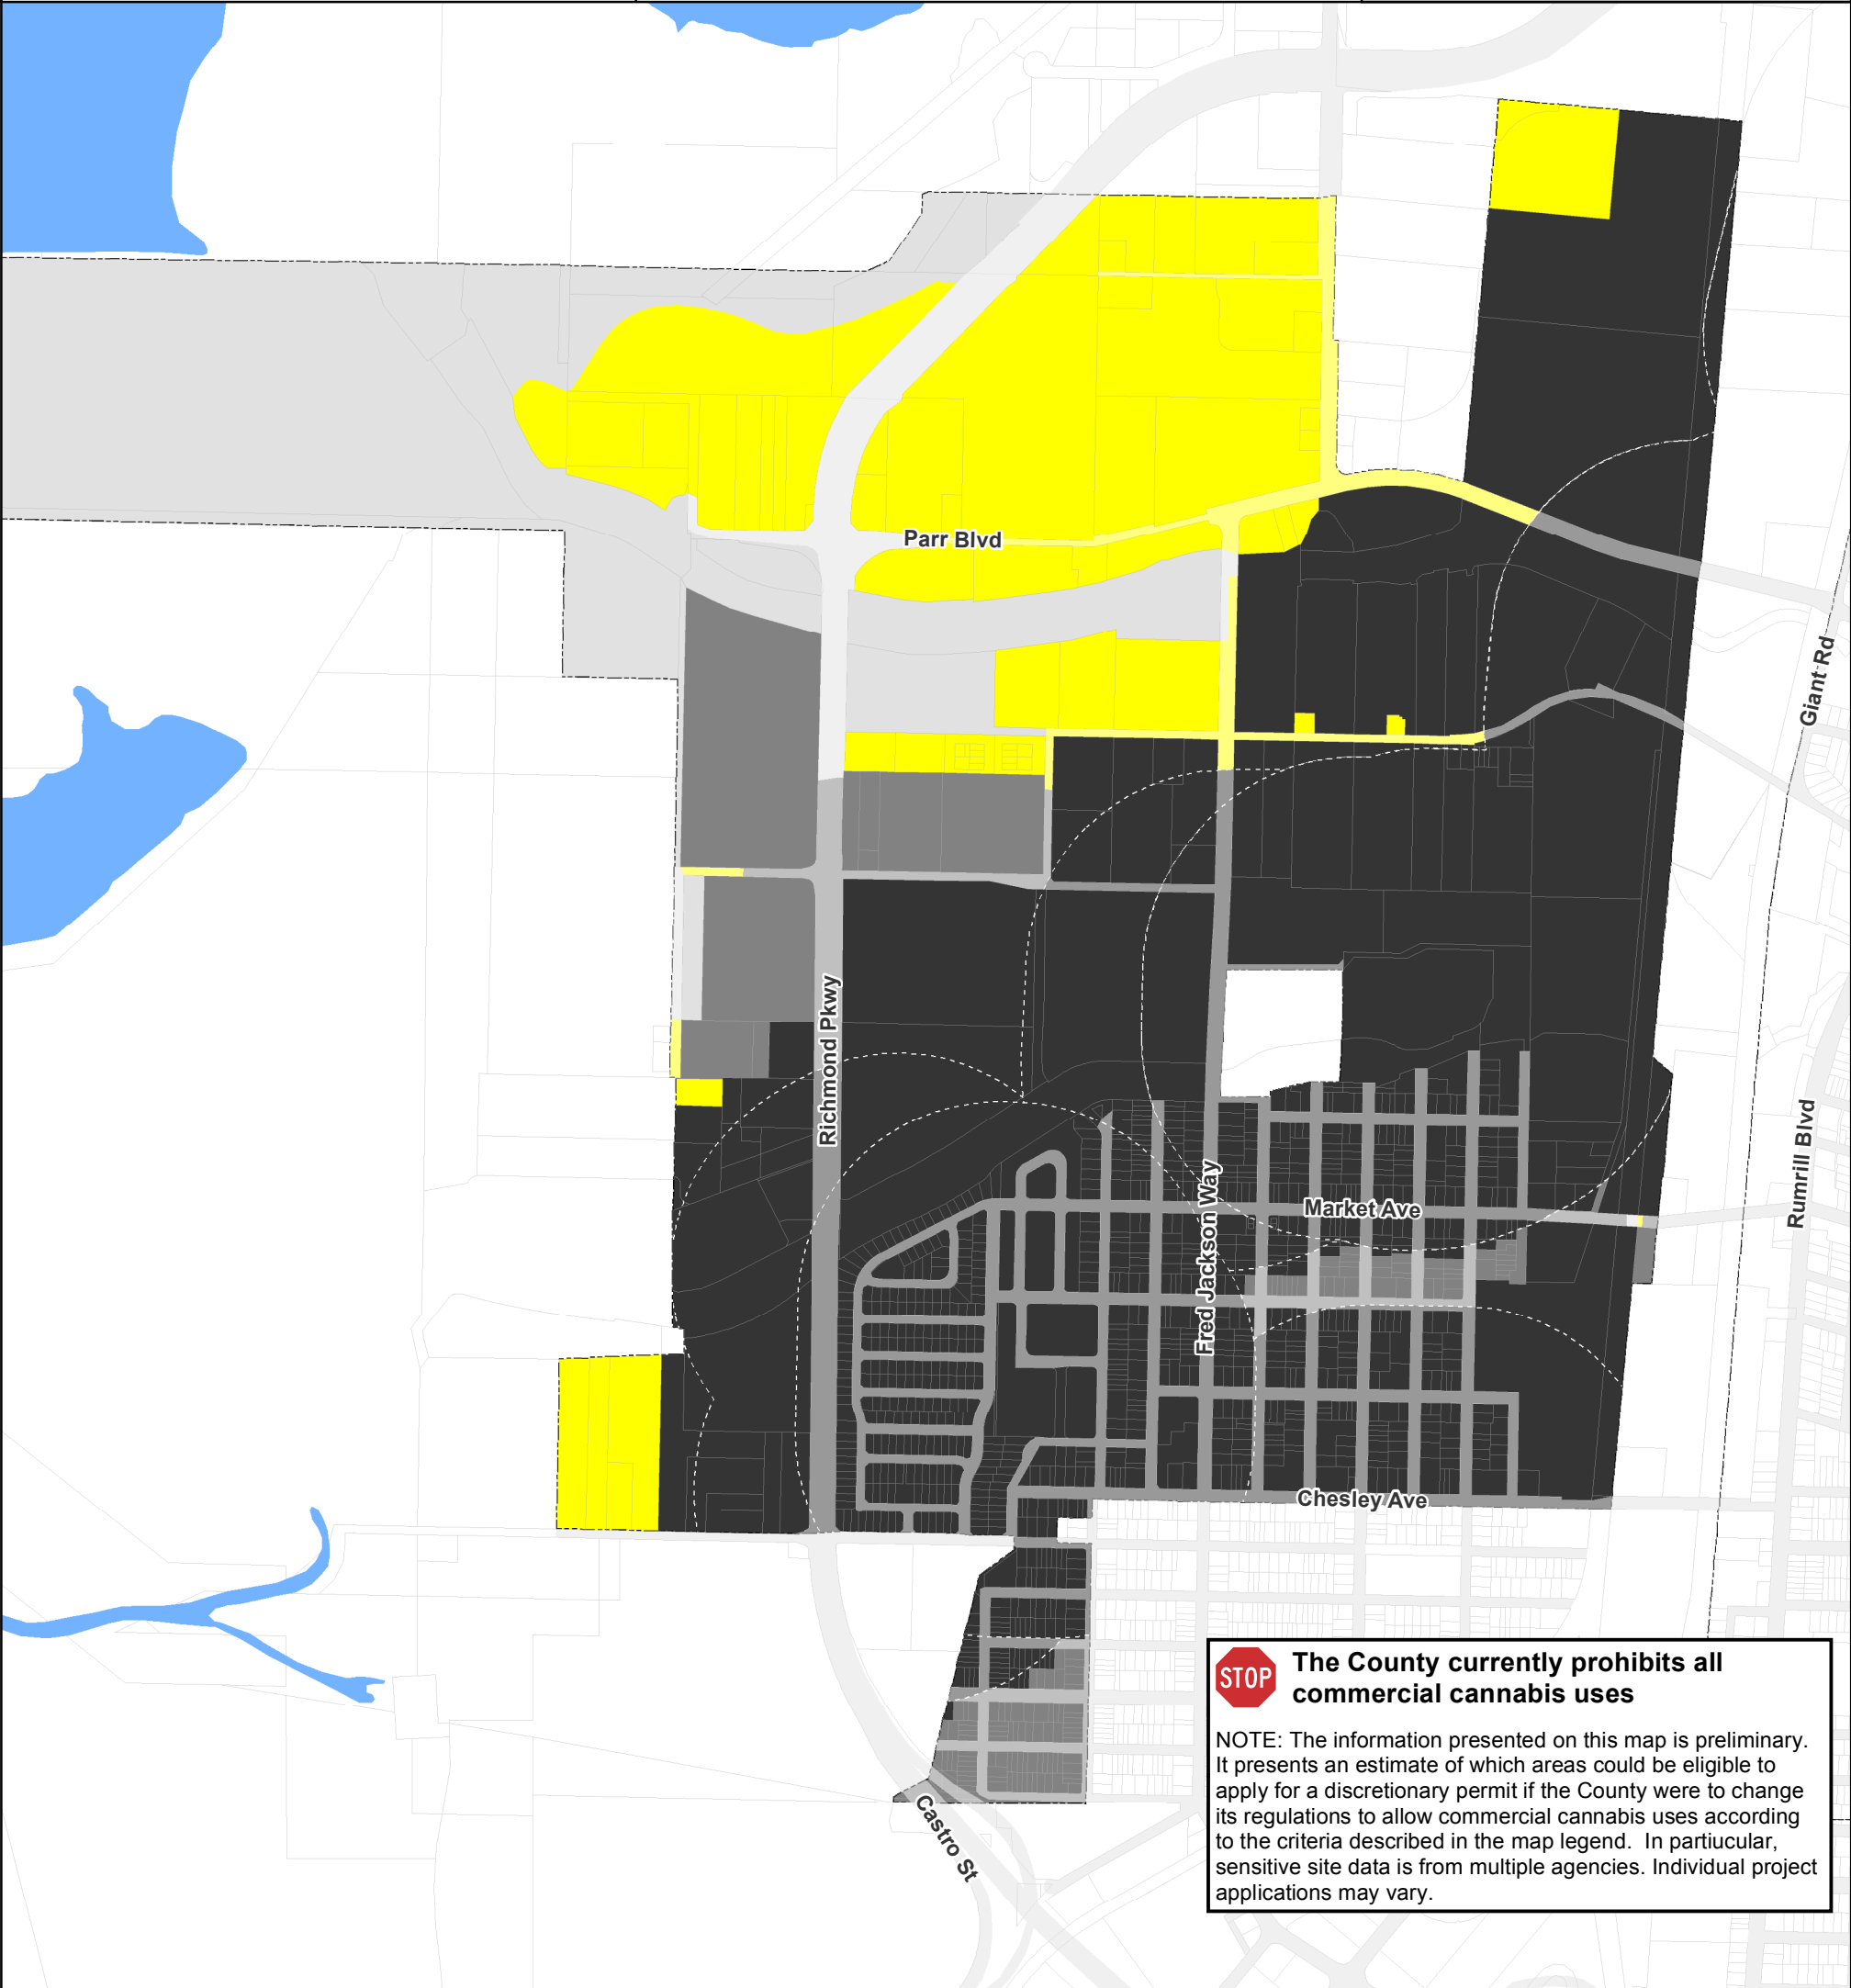 Parr Blvd
Giant Rd
Richmond Pkwy
Rumrill Blvd
Fred Jackson Way
Market Ave
Chesley Ave
Castro St
STOP
The County currently prohibits all
commercial cannabis uses
NOTE: The information presented on this map is preliminary.
It presents an estimate of which areas could be eligible to
apply for a discretionary permit if the County were to change
its regulations to allow commercial cannabis uses according
to the criteria described in the map legend.  In partiucular,
sensitive site data is from multiple agencies. Individual project
applications may vary.